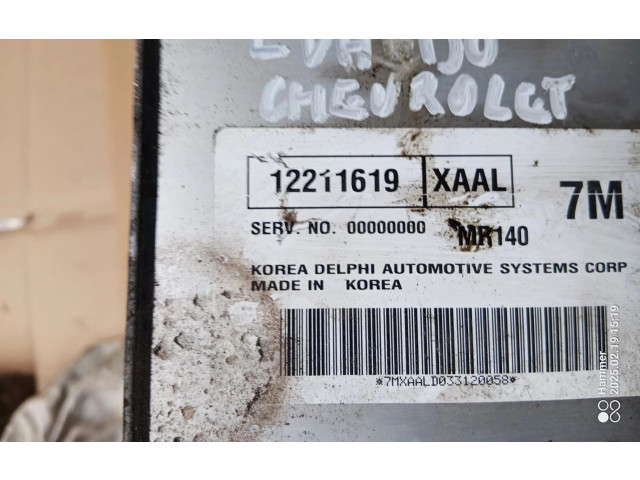 CHEVROLET
12211619 XAAL 7M
SERV. NO. 00000000 MR140
KOREA DELPHI AUTOMOTIVE SYSTEMS CORP
MADE IN KOREA
*7MXAALD033120058*
Hammer
2025.02.19 15:19